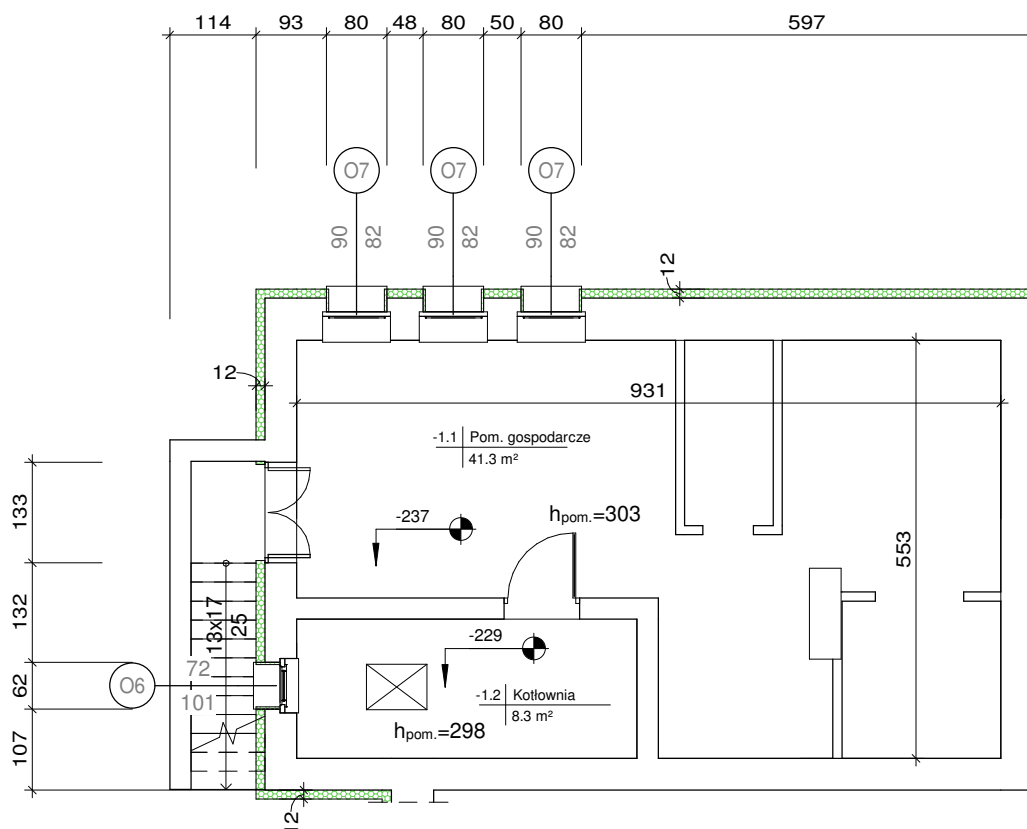 114 93 80 48 80 50 80 597
O7 O7 O7
90 82 90 82 90 82
12
12
931
-1.1 Pom. gospodarcze
41.3 m²
133
-237
hpom.=303
553
132
13x17
25
-229
72
O6
62
101
-1.2 Kotłownia
8.3 m²
hpom.=298
107